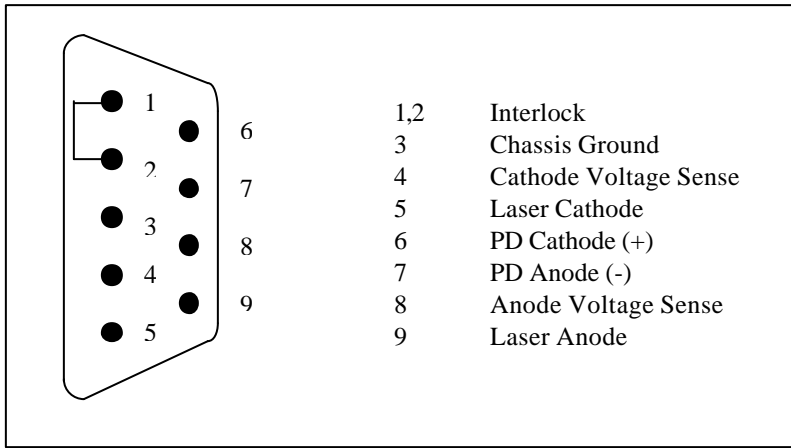 1
2
3
4
5
6
7
8
9
1,2 Interlock
3 Chassis Ground
4 Cathode Voltage Sense
5 Laser Cathode
6 PD Cathode (+)
7 PD Anode (-)
8 Anode Voltage Sense
9 Laser Anode